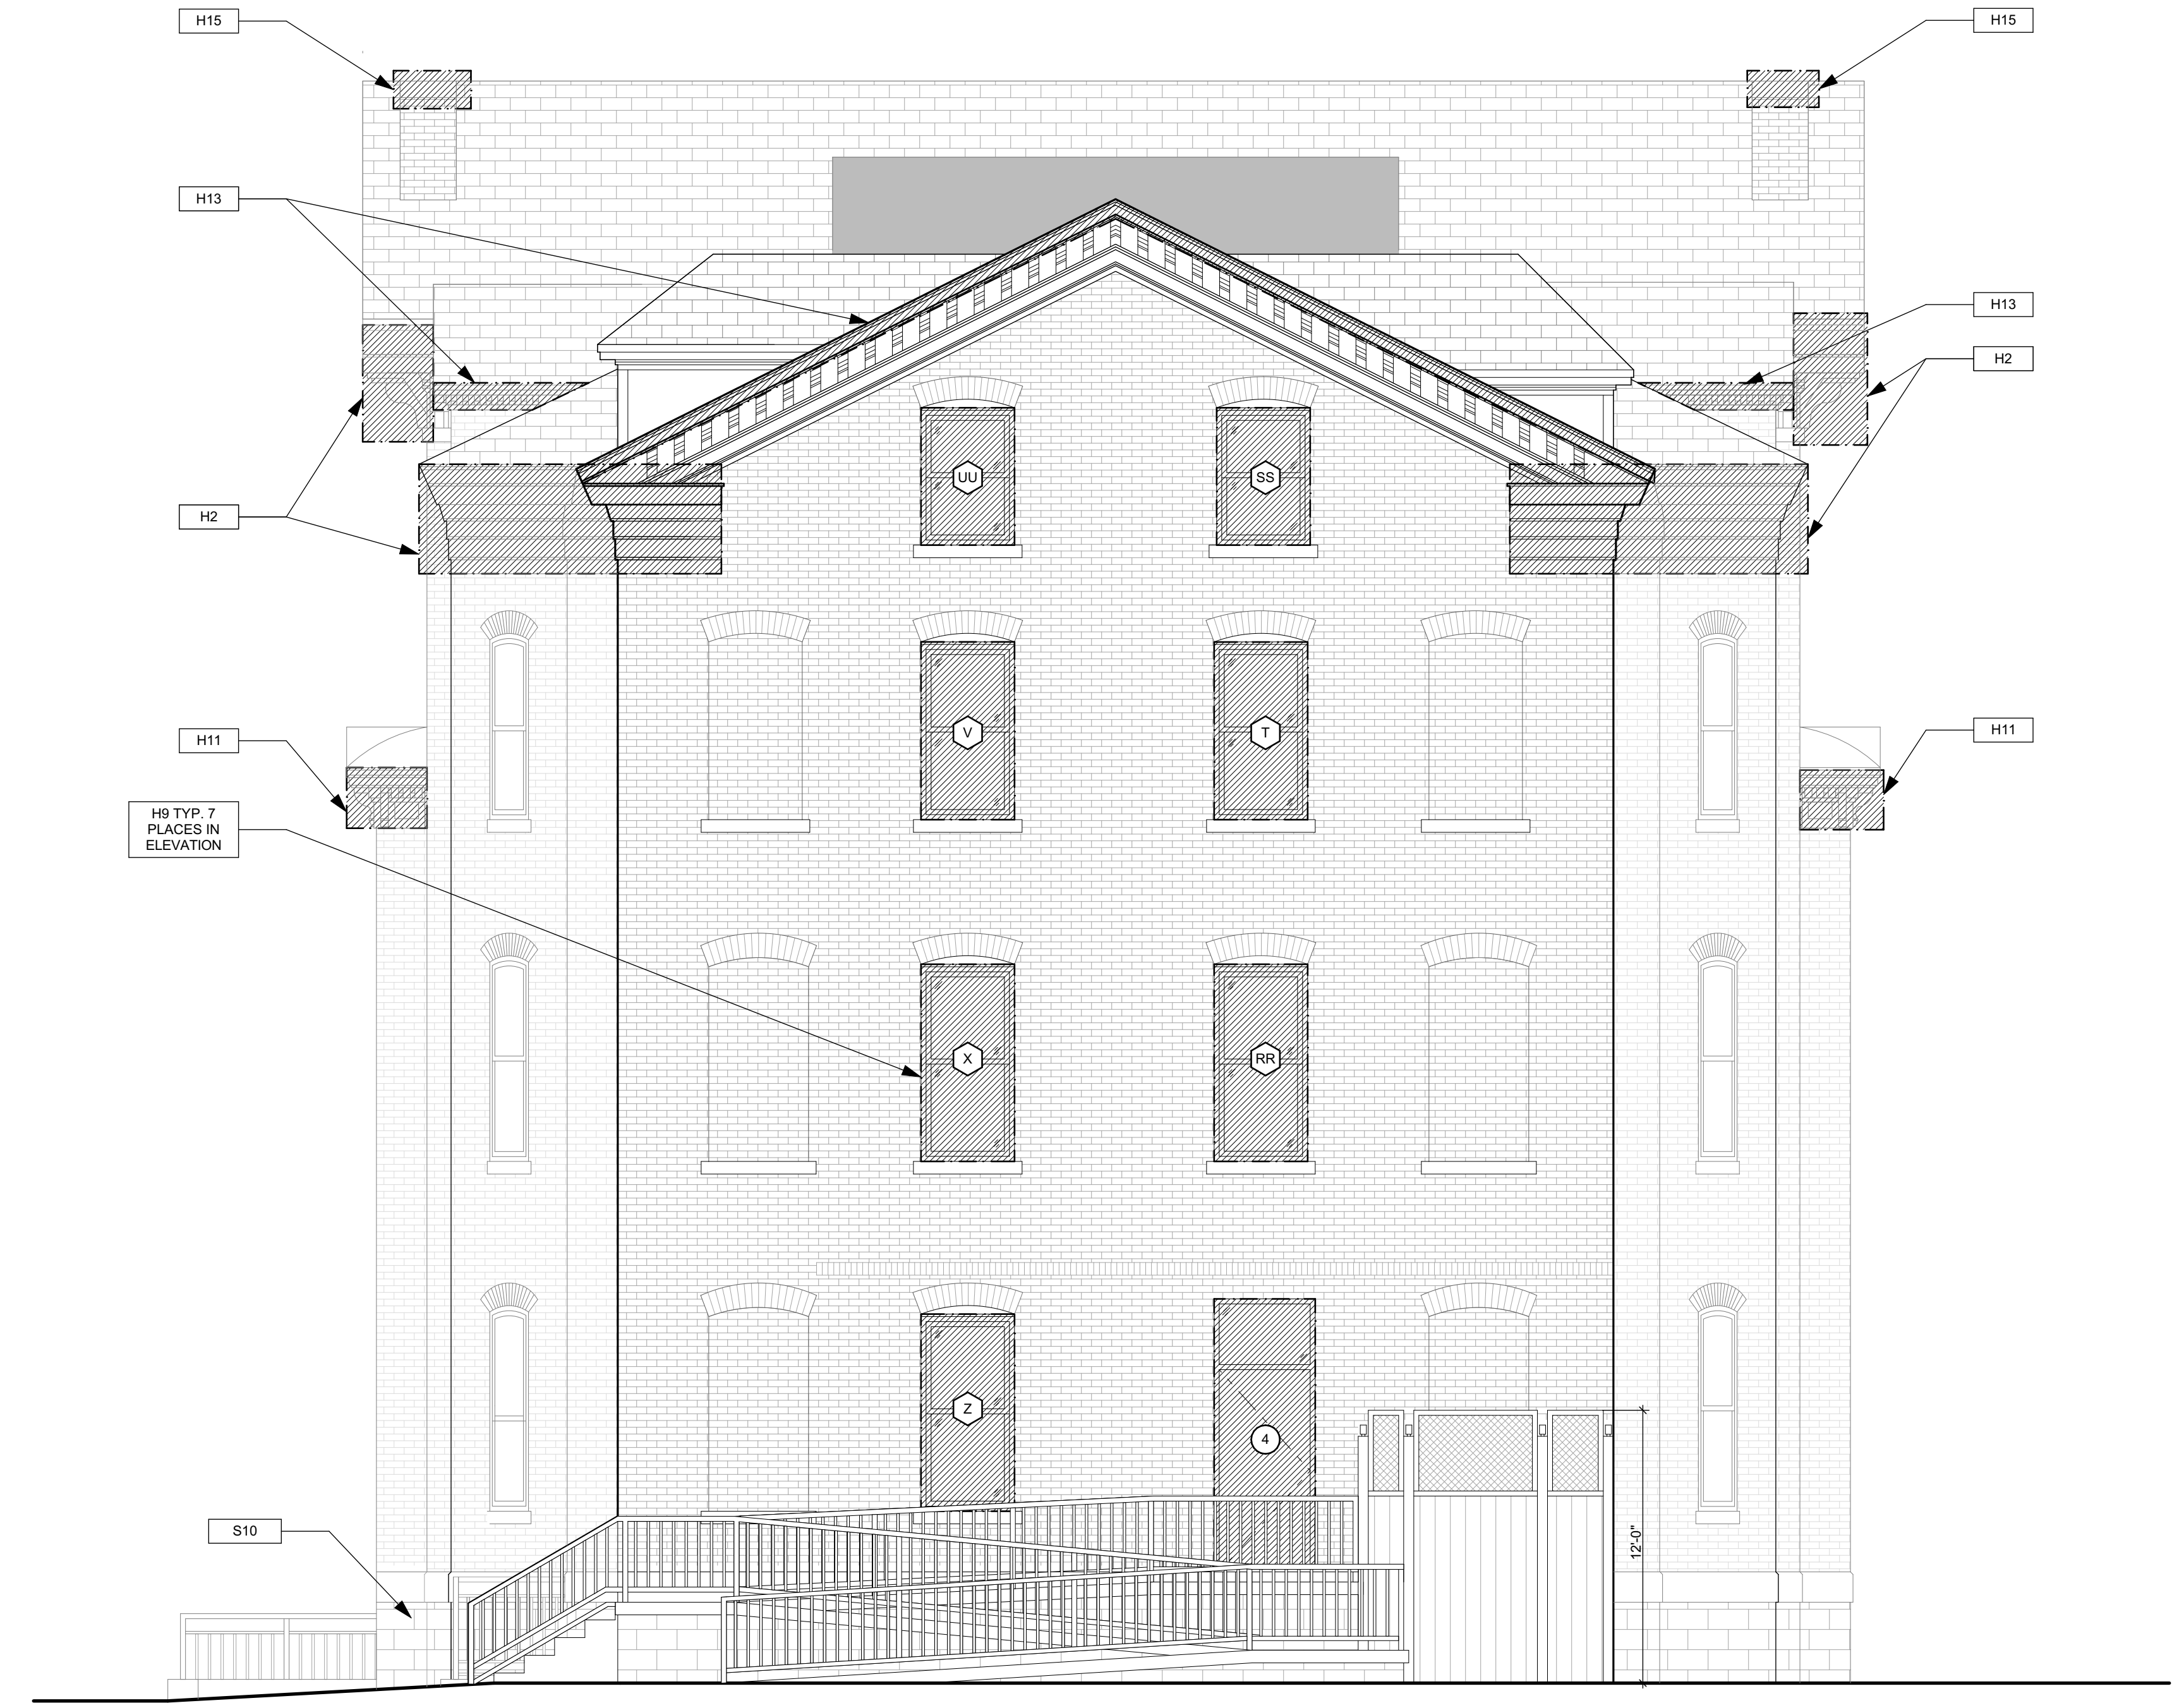 H15
H15
H13
H13
H2
H2
UU
SS
H11
V
T
H11
H9 TYP. 7
PLACES IN
ELEVATION
X
RR
Z
4
S10
12'-0"